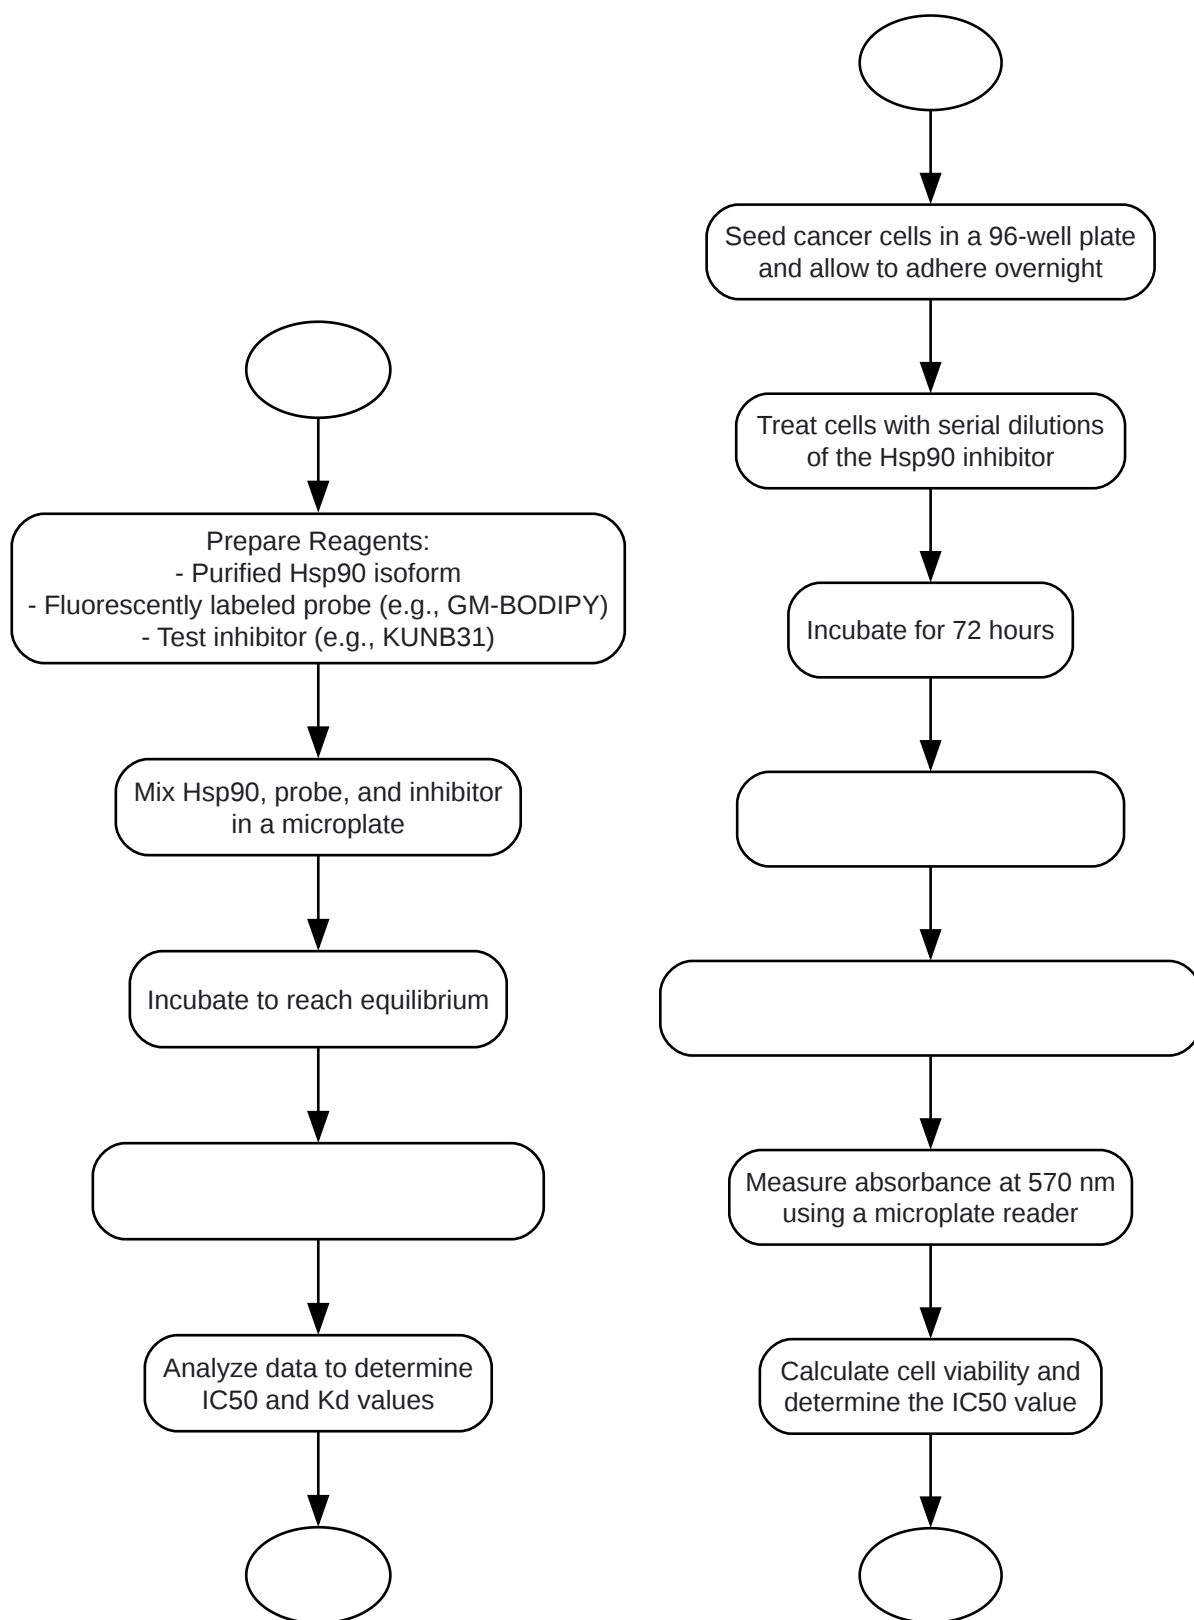 Prepare Reagents:
- Purified Hsp90 isoform
- Fluorescently labeled probe (e.g., GM-BODIPY)
- Test inhibitor (e.g., KUNB31)
Mix Hsp90, probe, and inhibitor
in a microplate
Incubate to reach equilibrium
Analyze data to determine
IC50 and Kd values
Seed cancer cells in a 96-well plate
and allow to adhere overnight
Treat cells with serial dilutions
of the Hsp90 inhibitor
Incubate for 72 hours
Measure absorbance at 570 nm
using a microplate reader
Calculate cell viability and
determine the IC50 value